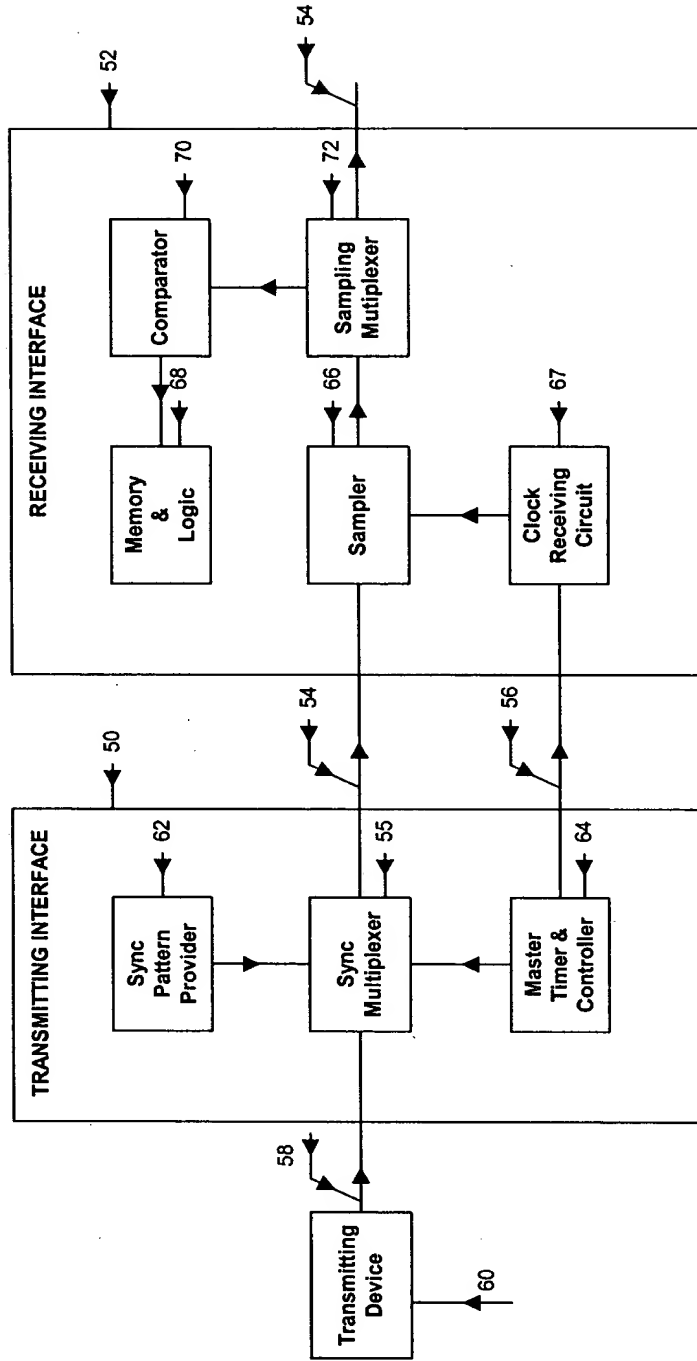 TRANSMITTING INTERFACE
RECEIVING INTERFACE
Transmitting
Device
60
58
50
Sync
Pattern
Provider
62
Sync
Multiplexer
55
Master
Timer &
Controller
64
54
56
52
Memory
&
Logic
68
Comparator
70
Sampler
66
Sampling
Mutiplexer
72
Clock
Receiving
Circuit
67
54